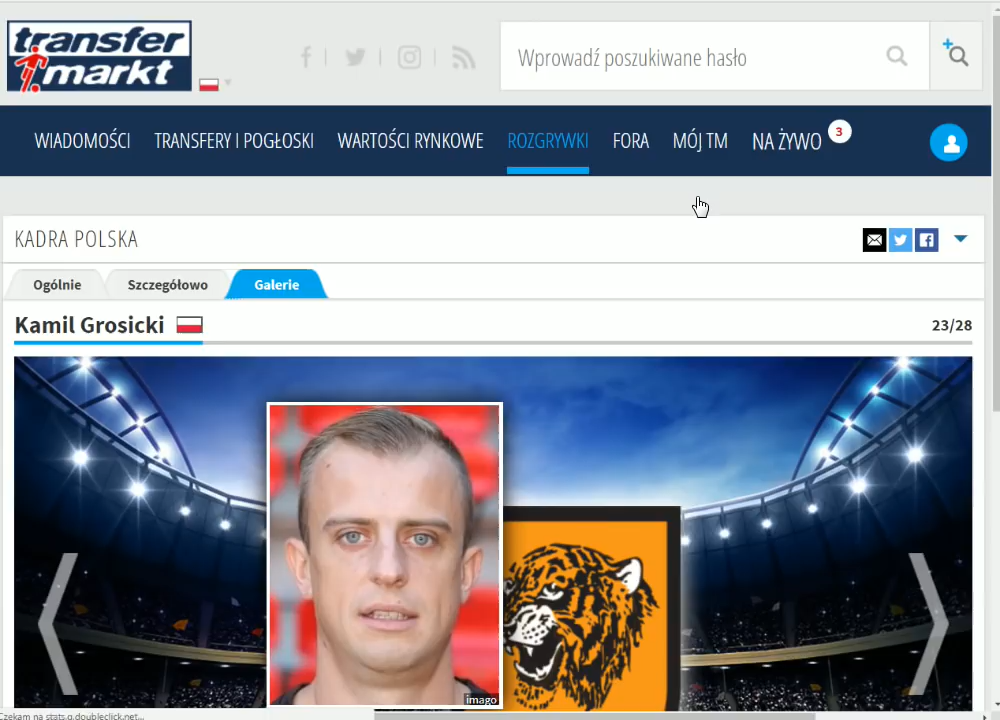 transfer
markt
Wprowadź poszukiwane hasło
WIADOMOŚCI TRANSFERY I POGŁOSKI WARTOŚCI RYNKOWE ROZGRYWKI FORA MÓJ TM NA ŻYWO 3
KADRA POLSKA
Ogólnie Szczegółowo Galerie
Kamil Grosicki 23/28
imago
Czekam na stats.g.doubleclick.net...